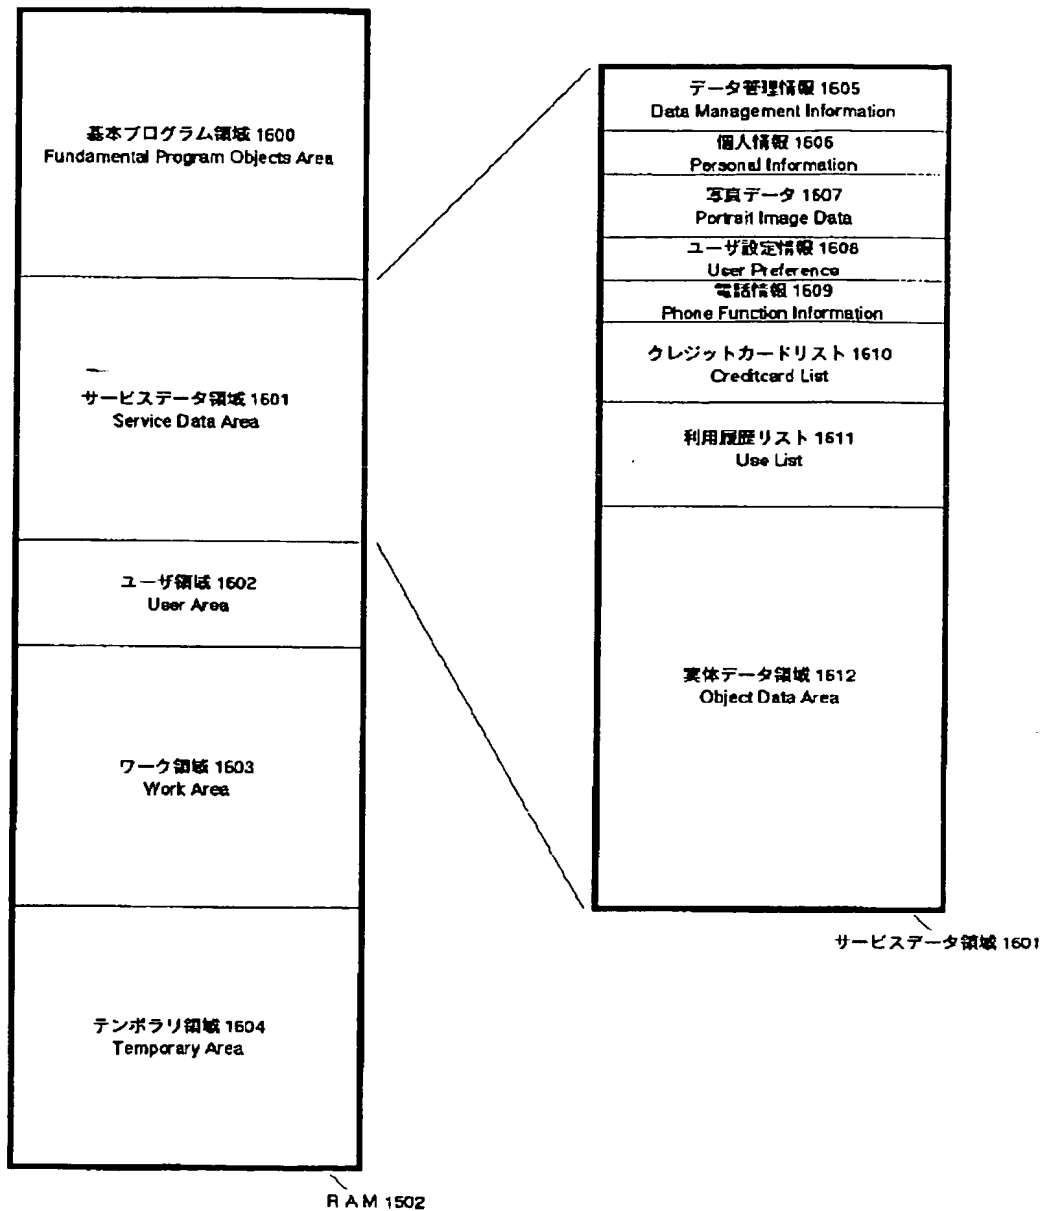 基本プログラム領域 1600
Fundamental Program Objects Area
サービスデータ領域 1601
Service Data Area
ユーザ領域 1602
User Area
ワーク領域 1603
Work Area
テンポラリ領域 1604
Temporary Area
RAM 1502
データ管理情報 1605
Data Management Information
個人情報 1606
Personal Information
写真データ 1607
Portrait Image Data
ユーザ設定情報 1608
User Preference
電話情報 1609
Phone Function Information
クレジットカードリスト 1610
Creditcard List
利用履歴リスト 1611
Use List
実体データ領域 1612
Object Data Area
サービスデータ領域 1601